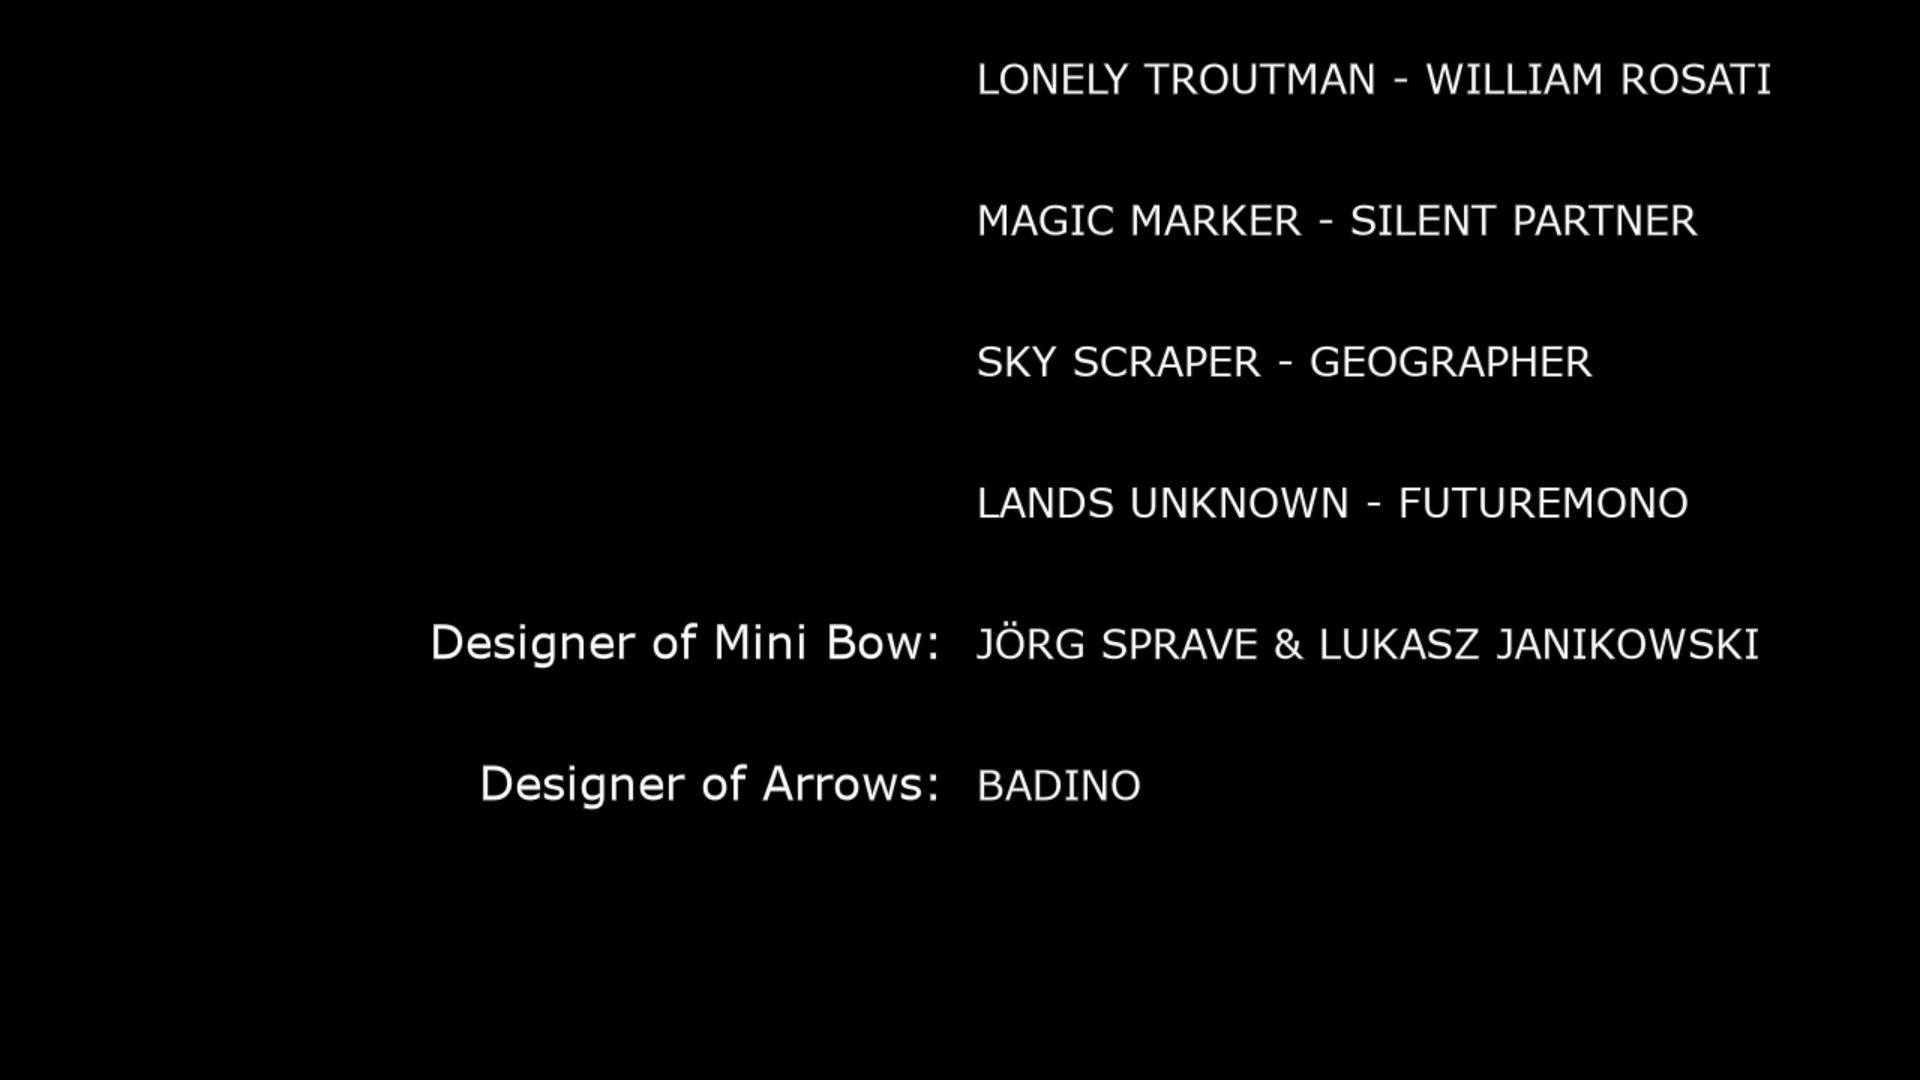 LONELY TROUTMAN - WILLIAM ROSATI
MAGIC MARKER - SILENT PARTNER
SKY SCRAPER - GEOGRAPHER
LANDS UNKNOWN - FUTUREMONO
Designer of Mini Bow: JÖRG SPRAVE & LUKASZ JANIKOWSKI
Designer of Arrows: BADINO